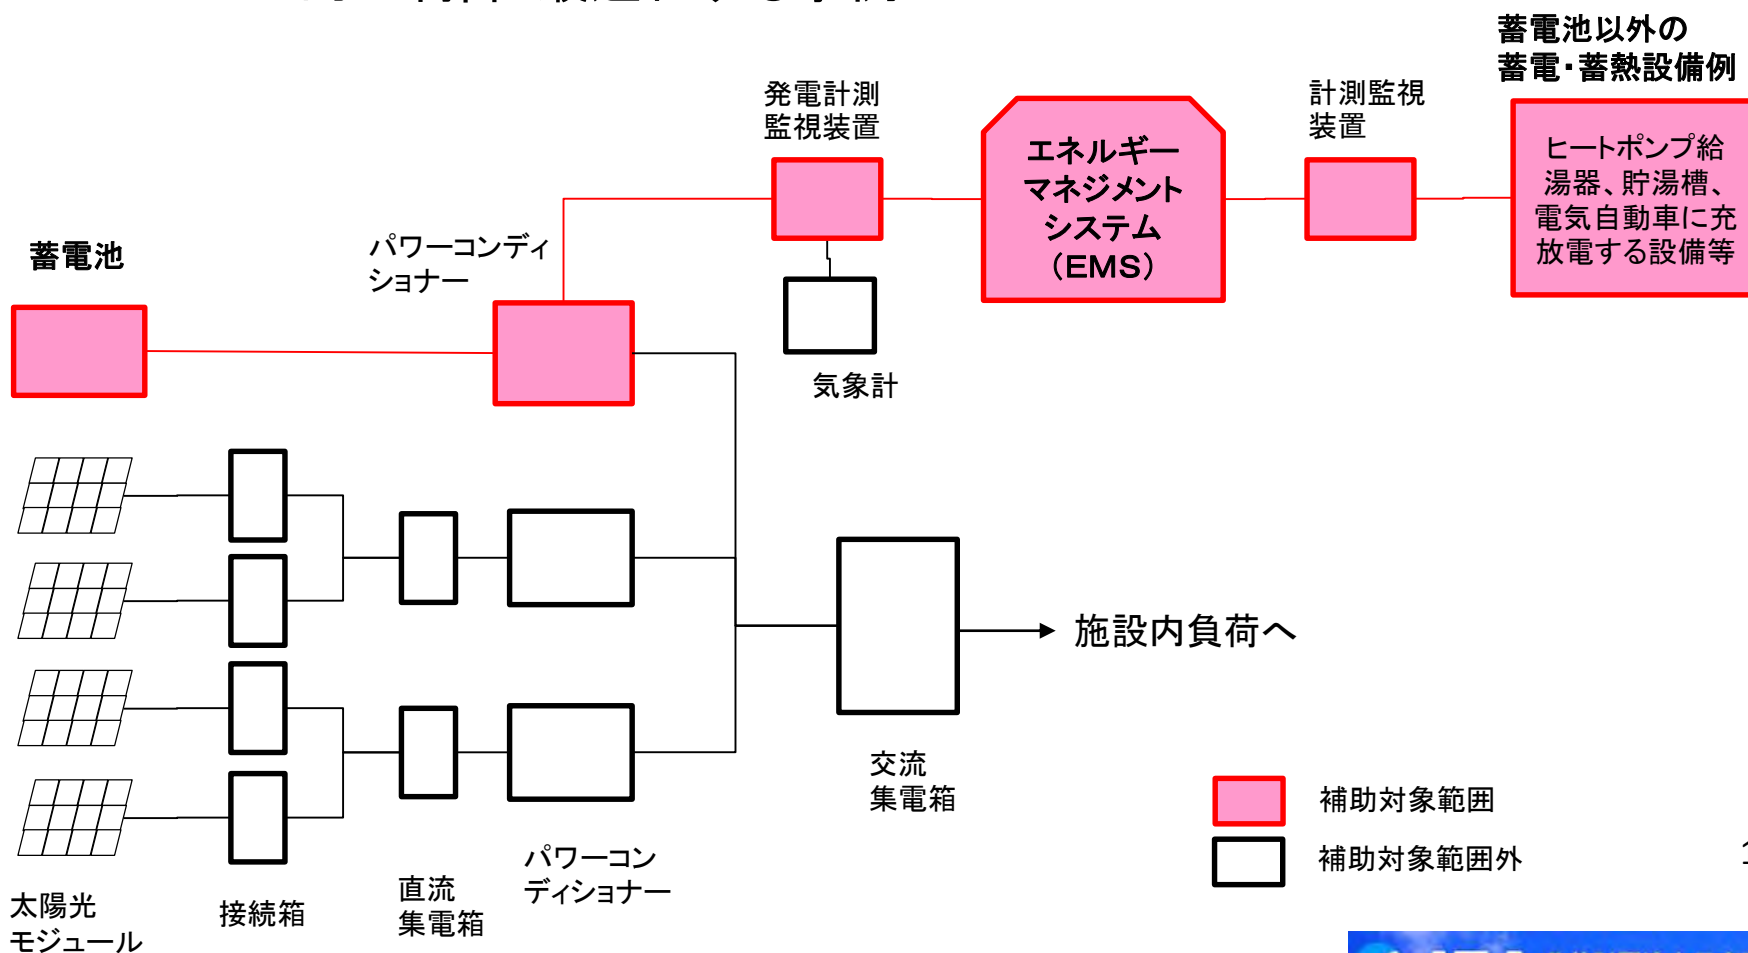 蓄電池以外の
蓄電・蓄熱設備例
発電計測
監視装置
計測監視
装置
エネルギー
マネジメント
システム
（EMS）
ヒートポンプ給
湯器、貯湯槽、
電気自動車に充
放電する設備等
蓄電池
パワーコンディ
ショナー
気象計
施設内負荷へ
交流
集電箱
補助対象範囲
補助対象範囲外
パワーコン
ディショナー
直流
集電箱
接続箱
太陽光
モジュール